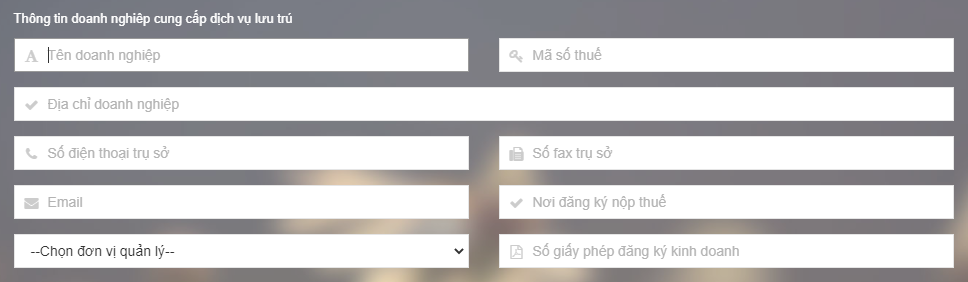 Thông tin doanh nghiệp cung cấp dịch vụ lưu trú
Tên doanh nghiệp
Mã số thuế
Địa chỉ doanh nghiệp
Số điện thoại trụ sở
Số fax trụ sở
Email
Nơi đăng ký nộp thuế
--Chọn đơn vị quản lý--
Số giấy phép đăng ký kinh doanh